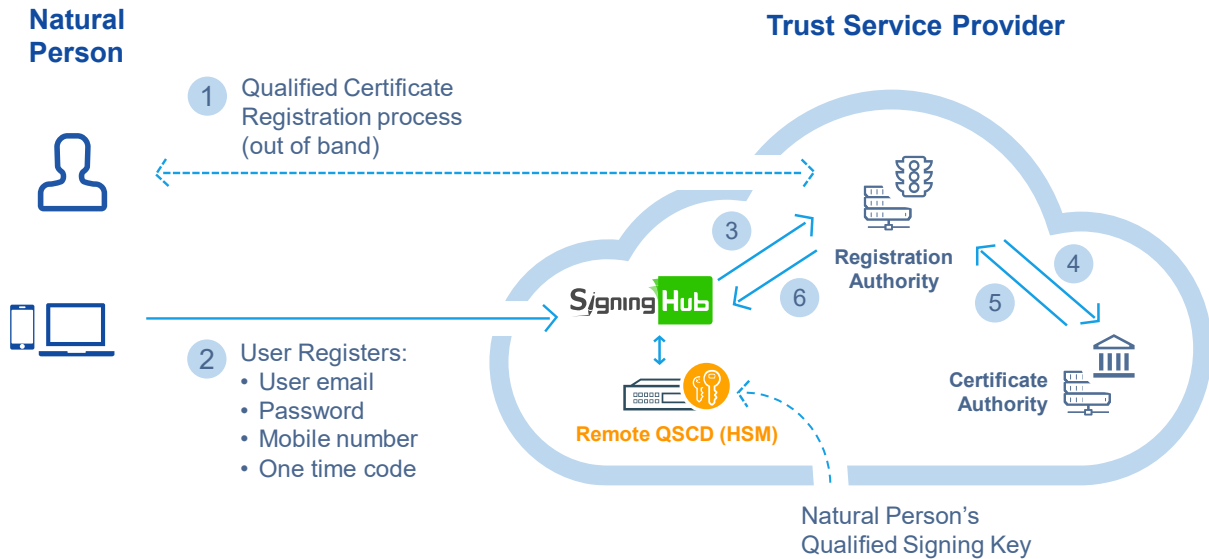 Natural
Person
Trust Service Provider
1
Qualified Certificate
Registration process
(out of band)
3
Registration
Authority
4
SigningHub
6
5
2
User Registers:
• User email
• Password
• Mobile number
• One time code
Remote QSCD (HSM)
Certificate
Authority
Natural Person's
Qualified Signing Key